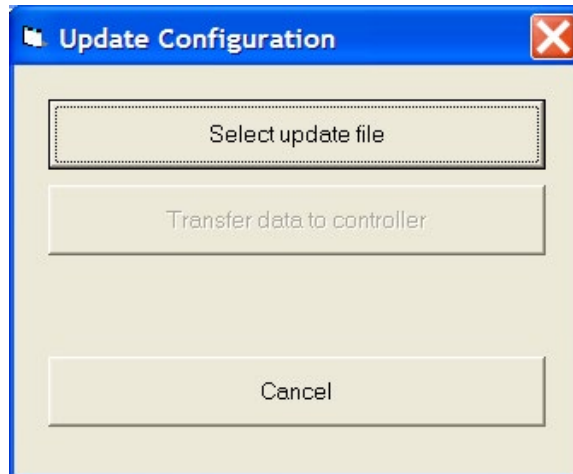 Update Configuration
Select update file
Transfer data to controller
Cancel